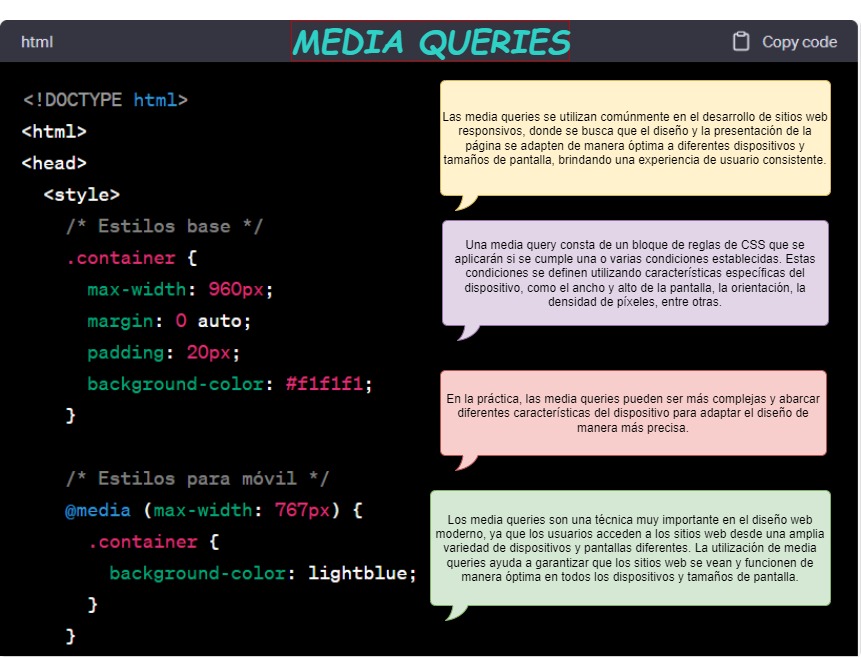 html
MEDIA QUERIES
Copy code
<!DOCTYPE html>
<html>
<head>
<style>
/* Estilos base */
.container {
max-width: 960px;
margin: 0 auto;
padding: 20px;
background-color: #f1f1f1;
}
/* Estilos para móvil */
@media (max-width: 767px) {
.container {
background-color: lightblue;
}
}
Las media queries se utilizan comúnmente en el desarrollo de sitios web
responsivos, donde se busca que el diseño y la presentación de la
página se adapten de manera óptima a diferentes dispositivos y
tamaños de pantalla, brindando una experiencia de usuario consistente.
Una media query consta de un bloque de reglas de CSS que se
aplicarán si se cumple una o varias condiciones establecidas. Estas
condiciones se definen utilizando características específicas del
dispositivo, como el ancho y alto de la pantalla, la orientación, la
densidad de píxeles, entre otras.
En la práctica, las media queries pueden ser más complejas y abarcar
diferentes características del dispositivo para adaptar el diseño de
manera más precisa.
Los media queries son una técnica muy importante en el diseño web
moderno, ya que los usuarios acceden a los sitios web desde una amplia
variedad de dispositivos y pantallas diferentes. La utilización de media
queries ayuda a garantizar que los sitios web se vean y funcionen de
manera óptima en todos los dispositivos y tamaños de pantalla.